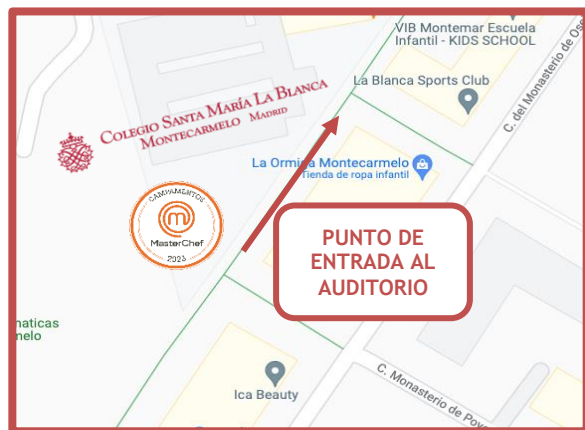 VIB Montemar Escuela
Infantil - KIDS SCHOOL
La Blanca Sports Club
C. del Monasterio de Ose
COLEGIO SANTA MARÍA LA BLANCA
MONTECARMELO MADRID
La Ormiga Montecarmelo
Tienda de ropa infantil
CAMPAMENTOS
MasterChef
2023
PUNTO DE
ENTRADA AL
AUDITORIO
naticas
nelo
Ica Beauty
C. Monasterio de Pov